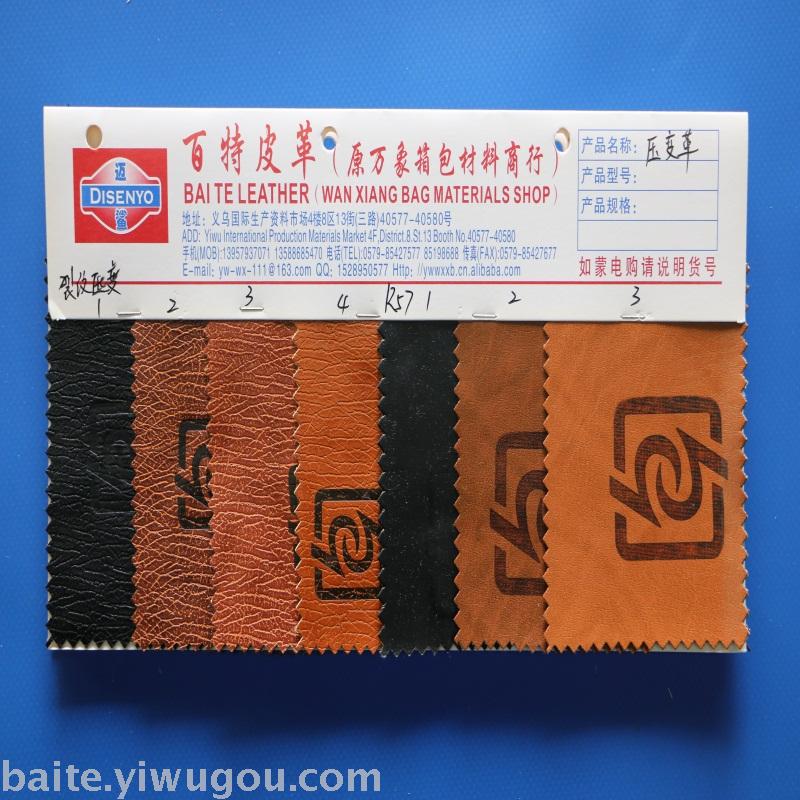 迈
DISENYO
鲨
百特皮革(原万象箱包材料商行)
BAI TE LEATHER (WAN XIANG BAG MATERIALS SHOP)
地址：义乌国际生产资料市场4楼8区13街(三路)40577-40580号
ADD: Yiwu International Production Materials Market 4F,District.8.St.13 Booth No.40577-40580
手机(MOB):13957937071 13588685470 电话(TEL):0579-85427577 85198688 传真(FAX):0579-85427677
E-mail: yw-wx-111@163.com QQ: 1528950577 Http: //ywwxxb.cn.alibaba.com
产品名称: 压变革
产品型号:
产品规格:
如蒙电购请说明货号
裂纹压变
1 2 3 4 R57 1 2 3
baite.yiwugou.com